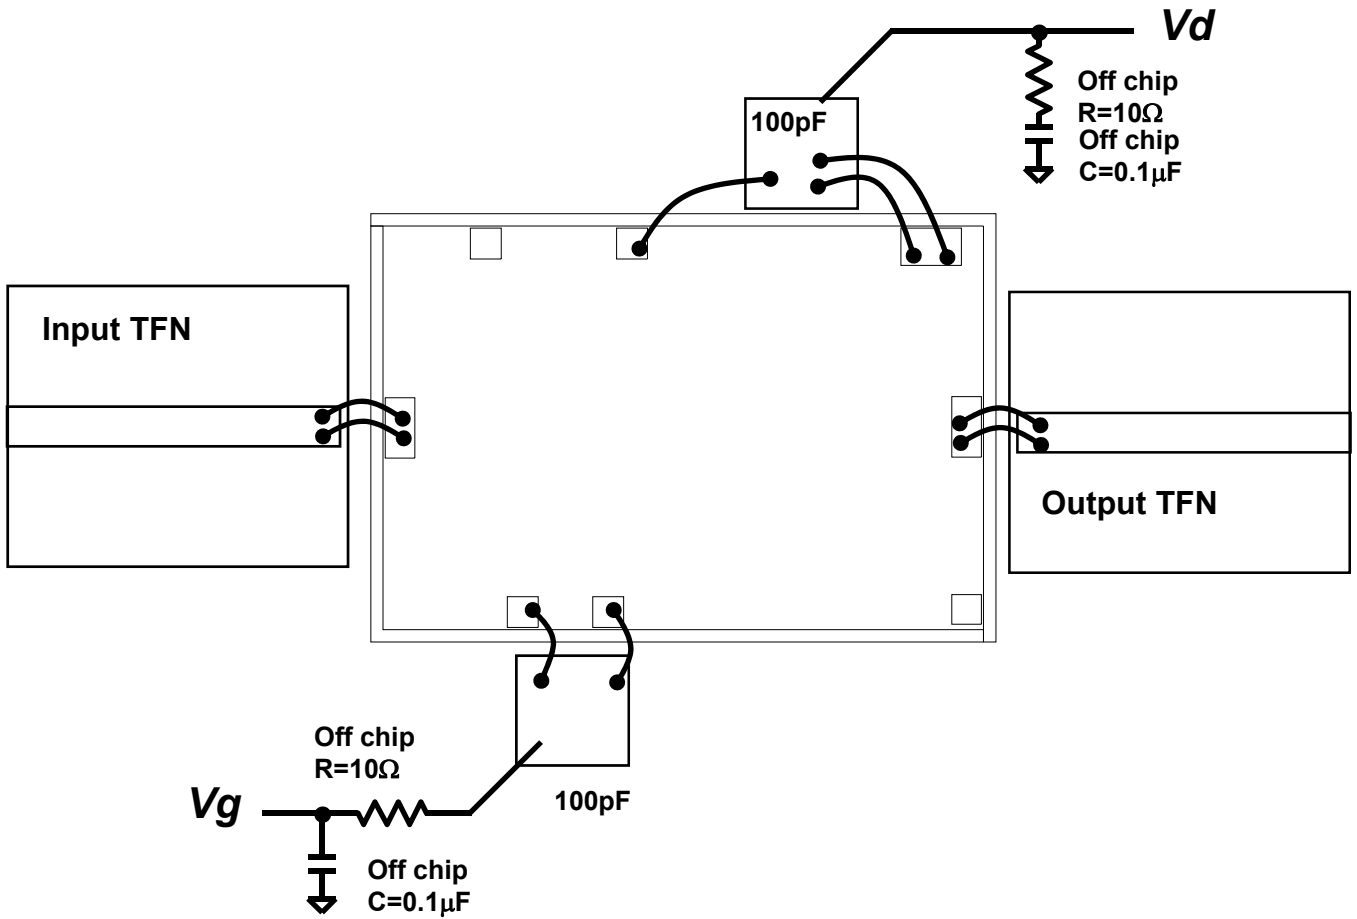 Vd
Off chip
R=10Ω
Off chip
C=0.1μF
100pF
Input TFN
Output TFN
Off chip
R=10Ω
100pF
Vg
Off chip
C=0.1μF